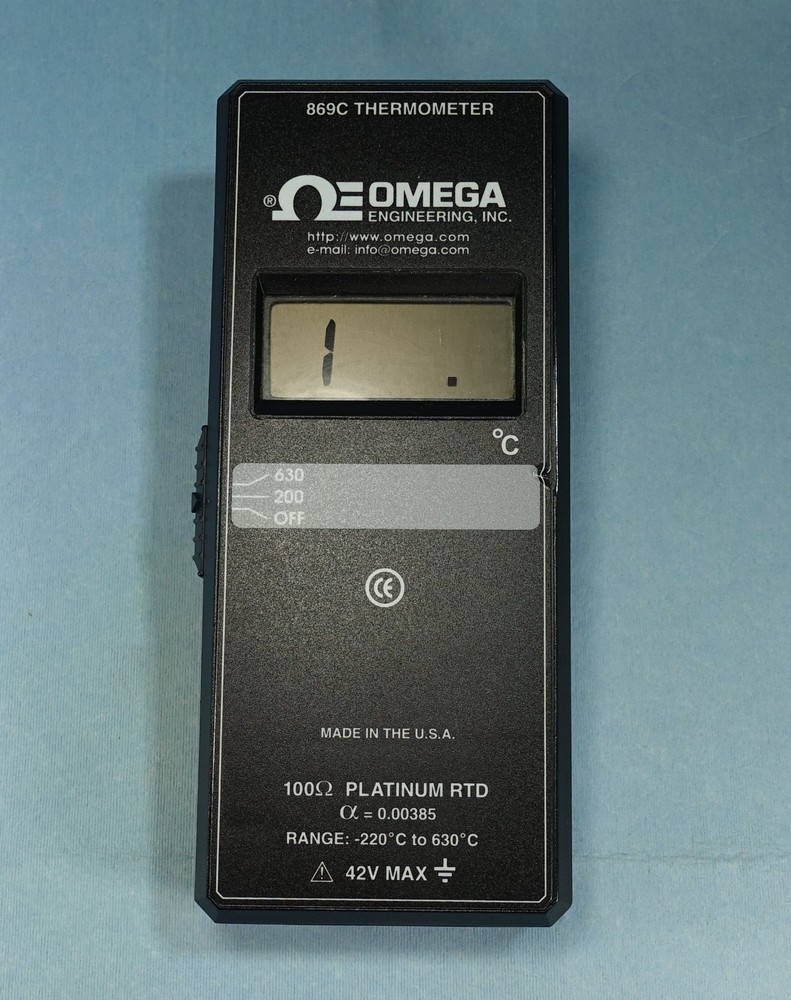 869C THERMOMETER
® ΩE OMEGA
ENGINEERING, INC.
http://www.omega.com
e-mail: info@omega.com
1 .
°C
630
200
OFF
CE
MADE IN THE U.S.A.
100Ω PLATINUM RTD
α = 0.00385
RANGE: -220°C to 630°C
⚠ 42V MAX ⏚